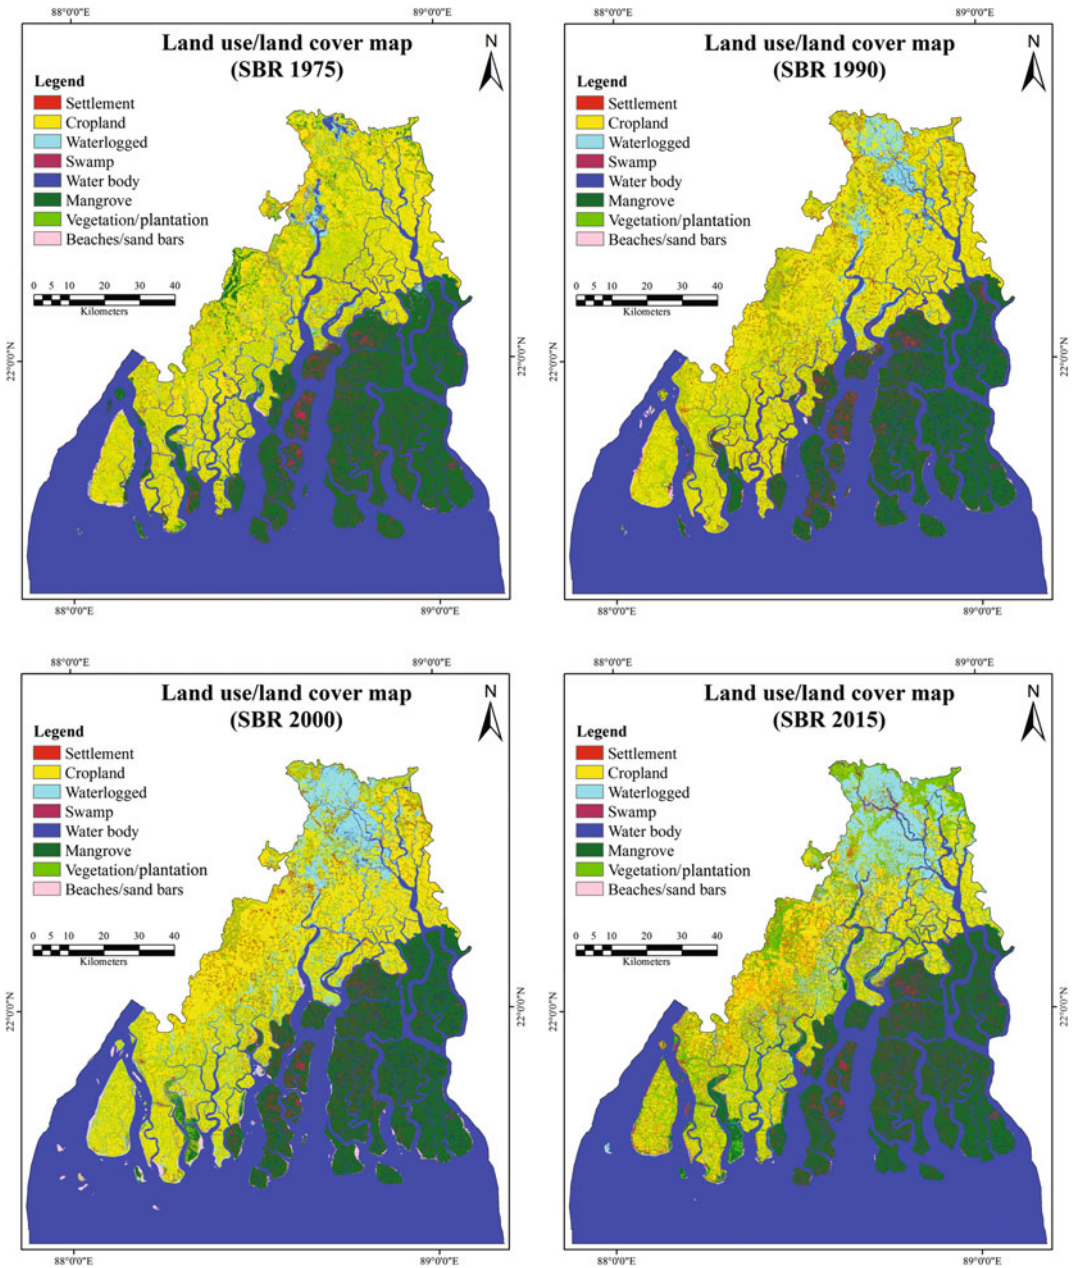 88°0'0"E 89°0'0"E
Land use/land cover map
(SBR 1975)
N
Legend
Settlement
Cropland
Waterlogged
Swamp
Water body
Mangrove
Vegetation/plantation
Beaches/sand bars
0 5 10 20 30 40
Kilometers
22°0'0"N 22°0'0"N
88°0'0"E 89°0'0"E
88°0'0"E 89°0'0"E
Land use/land cover map
(SBR 1990)
N
Legend
Settlement
Cropland
Waterlogged
Swamp
Water body
Mangrove
Vegetation/plantation
Beaches/sand bars
0 5 10 20 30 40
Kilometers
22°0'0"N
88°0'0"E 89°0'0"E
88°0'0"E 89°0'0"E
Land use/land cover map
(SBR 2000)
N
Legend
Settlement
Cropland
Waterlogged
Swamp
Water body
Mangrove
Vegetation/plantation
Beaches/sand bars
0 5 10 20 30 40
Kilometers
22°0'0"N 22°0'0"N
88°0'0"E 89°0'0"E
88°0'0"E 89°0'0"E
Land use/land cover map
(SBR 2015)
N
Legend
Settlement
Cropland
Waterlogged
Swamp
Water body
Mangrove
Vegetation/plantation
Beaches/sand bars
0 5 10 20 30 40
Kilometers
22°0'0"N
88°0'0"E 89°0'0"E